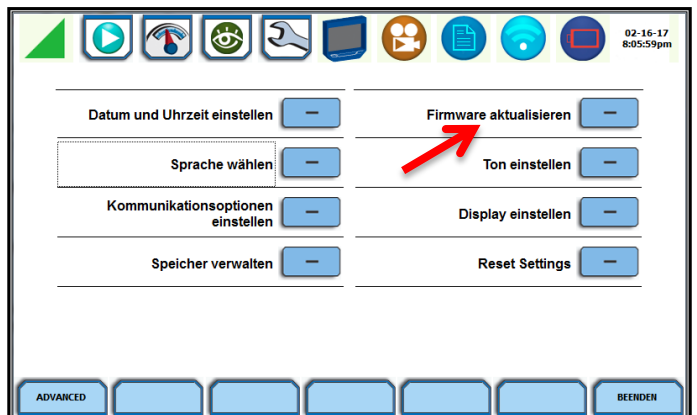 02-16-17
8:05:59pm
Datum und Uhrzeit einstellen
Firmware aktualisieren
Sprache wählen
Ton einstellen
Kommunikationsoptionen
einstellen
Display einstellen
Speicher verwalten
Reset Settings
ADVANCED
BEENDEN